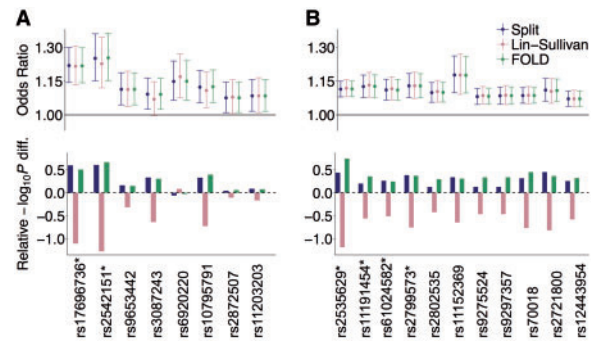 A
B
Split
Lin-Sullivan
FOLD
Odds Ratio
1.30
1.15
1.00
1.30
1.15
1.00
Relative - log10P diff.
0.5
0.0
-0.5
-1.0
0.5
0.0
-0.5
-1.0
rs17696736*
rs2542151*
rs9653442
rs3087243
rs6920220
rs10795791
rs2872507
rs11203203
rs2535629*
rs11191454*
rs61024582*
rs2799573*
rs2802535
rs11152369
rs9275524
rs9297357
rs70018
rs2721800
rs12443954